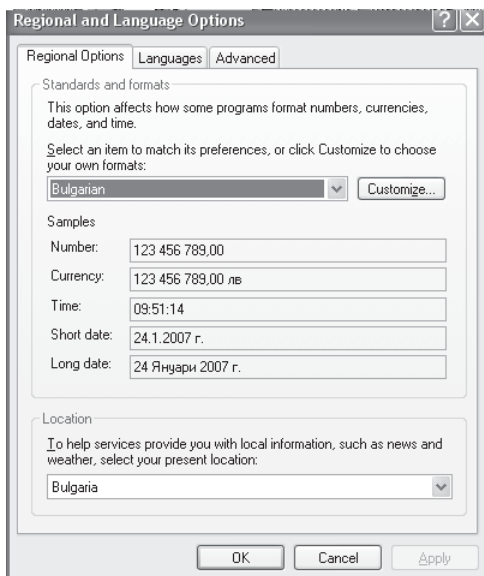 Regional and Language Options
Regional Options Languages Advanced
Standards and formats
This option affects how some programs format numbers, currencies,
dates, and time.
Select an item to match its preferences, or click Customize to choose
your own formats:
Bulgarian Customize...
Samples
Number: 123 456 789,00
Currency: 123 456 789,00 лв
Time: 09:51:14
Short date: 24.1.2007 г.
Long date: 24 Януари 2007 г.
Location
To help services provide you with local information, such as news and
weather, select your present location:
Bulgaria
OK Cancel Apply